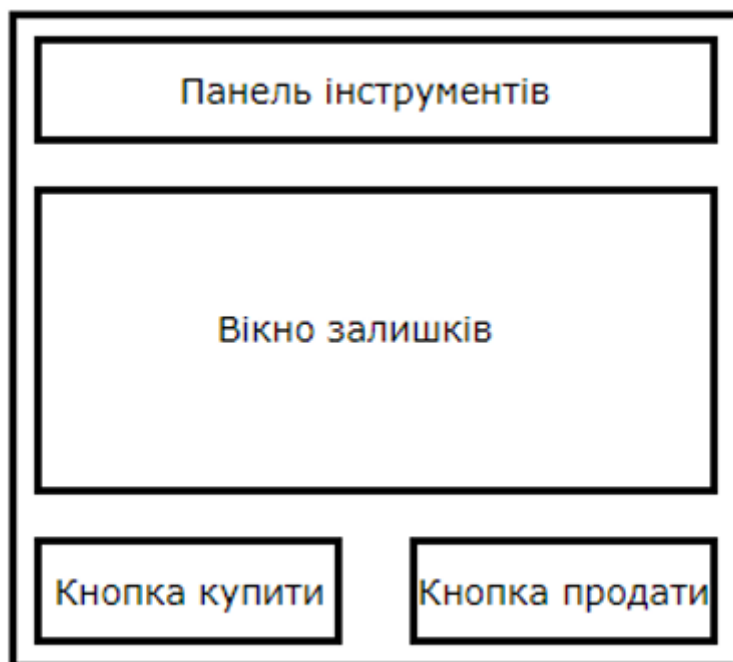 Панель інструментів
Вікно залишків
Кнопка купити
Кнопка продати